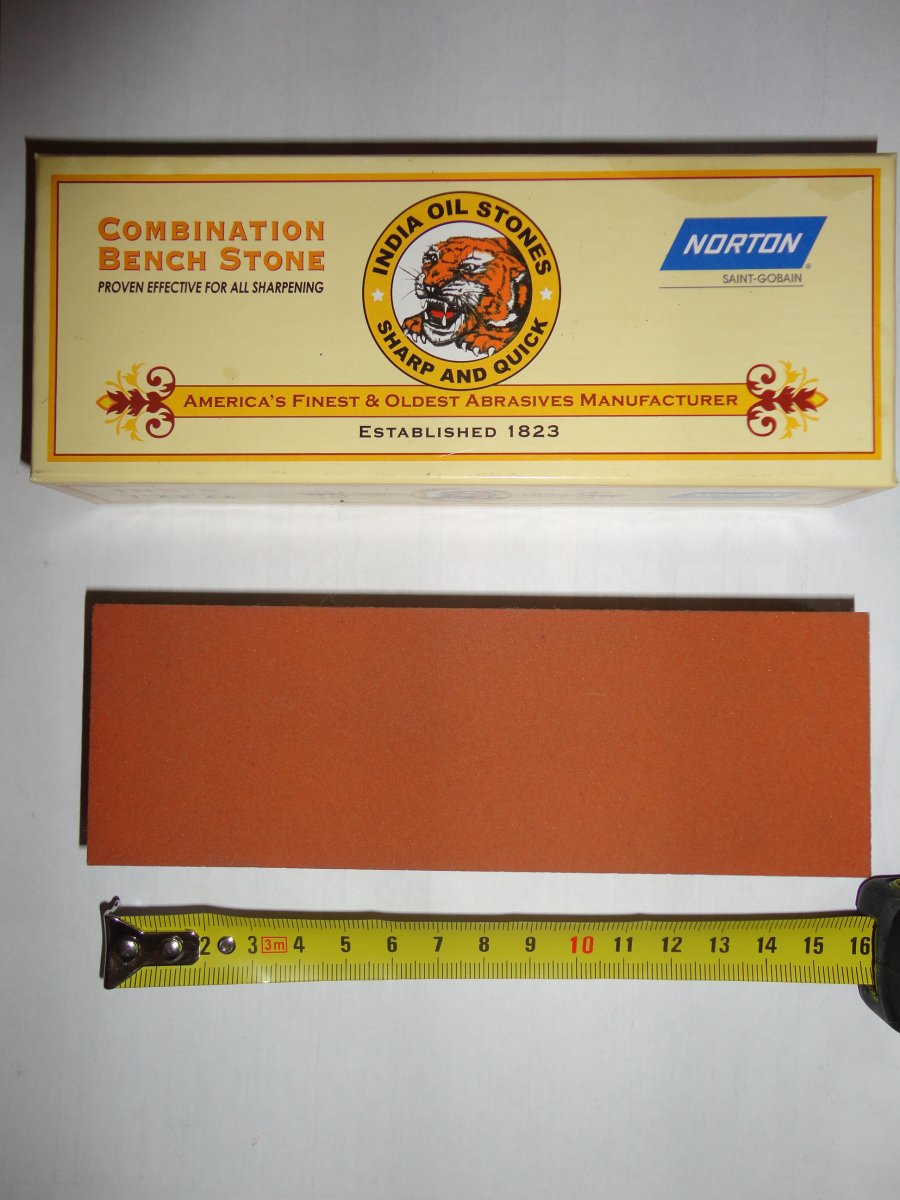 COMBINATION
BENCH STONE
PROVEN EFFECTIVE FOR ALL SHARPENING
INDIA OIL STONES
SHARP AND QUICK
NORTON
SAINT-GOBAIN
AMERICA'S FINEST & OLDEST ABRASIVES MANUFACTURER
ESTABLISHED 1823
NORTON
2 3 3m 4 5 6 7 8 9 10 11 12 13 14 15 16